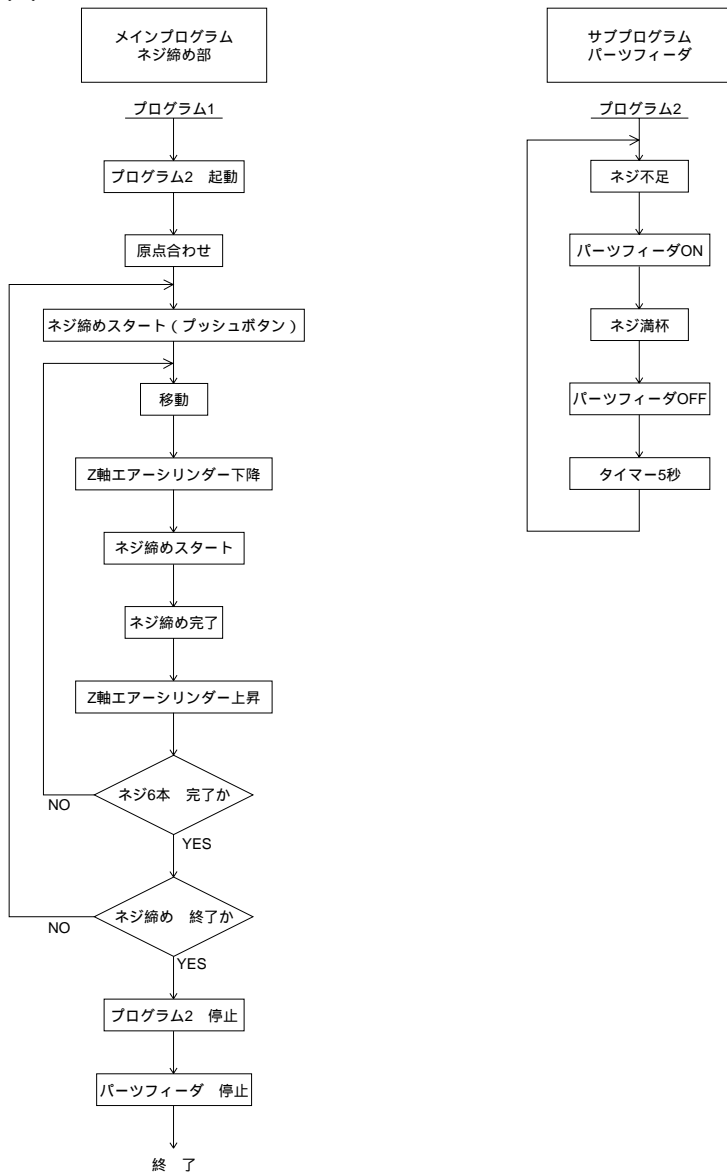 メインプログラム
ネジ締め部
プログラム1
プログラム2　起動
原点合わせ
ネジ締めスタート（プッシュボタン）
移動
Z軸エアーシリンダー下降
ネジ締めスタート
ネジ締め完了
Z軸エアーシリンダー上昇
ネジ6本　完了か
NO
YES
ネジ締め　終了か
NO
YES
プログラム2　停止
パーツフィーダ　停止
終　了
サブプログラム
パーツフィーダ
プログラム2
ネジ不足
パーツフィーダON
ネジ満杯
パーツフィーダOFF
タイマー5秒